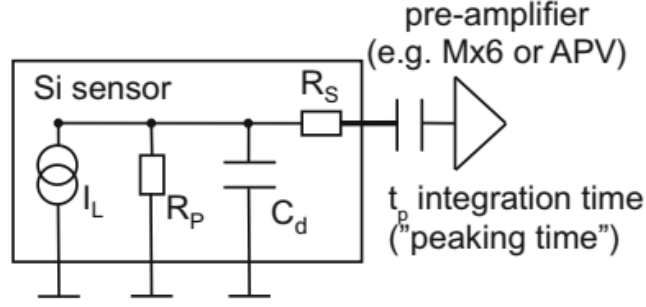 pre-amplifier
(e.g. Mx6 or APV)
Si sensor
R_S
I_L
R_P
C_d
t_p integration time
("peaking time")